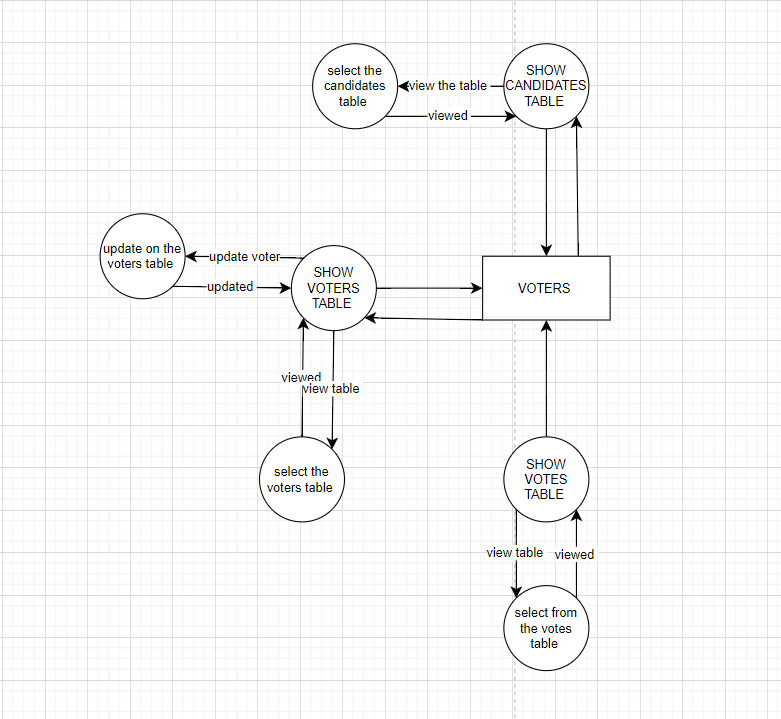 select the
candidates
table
view the table
SHOW
CANDIDATES
TABLE
viewed
update on the
voters table
update voter
updated
SHOW
VOTERS
TABLE
VOTERS
viewed
view table
select the
voters table
SHOW
VOTES
TABLE
view table
viewed
select from
the votes
table